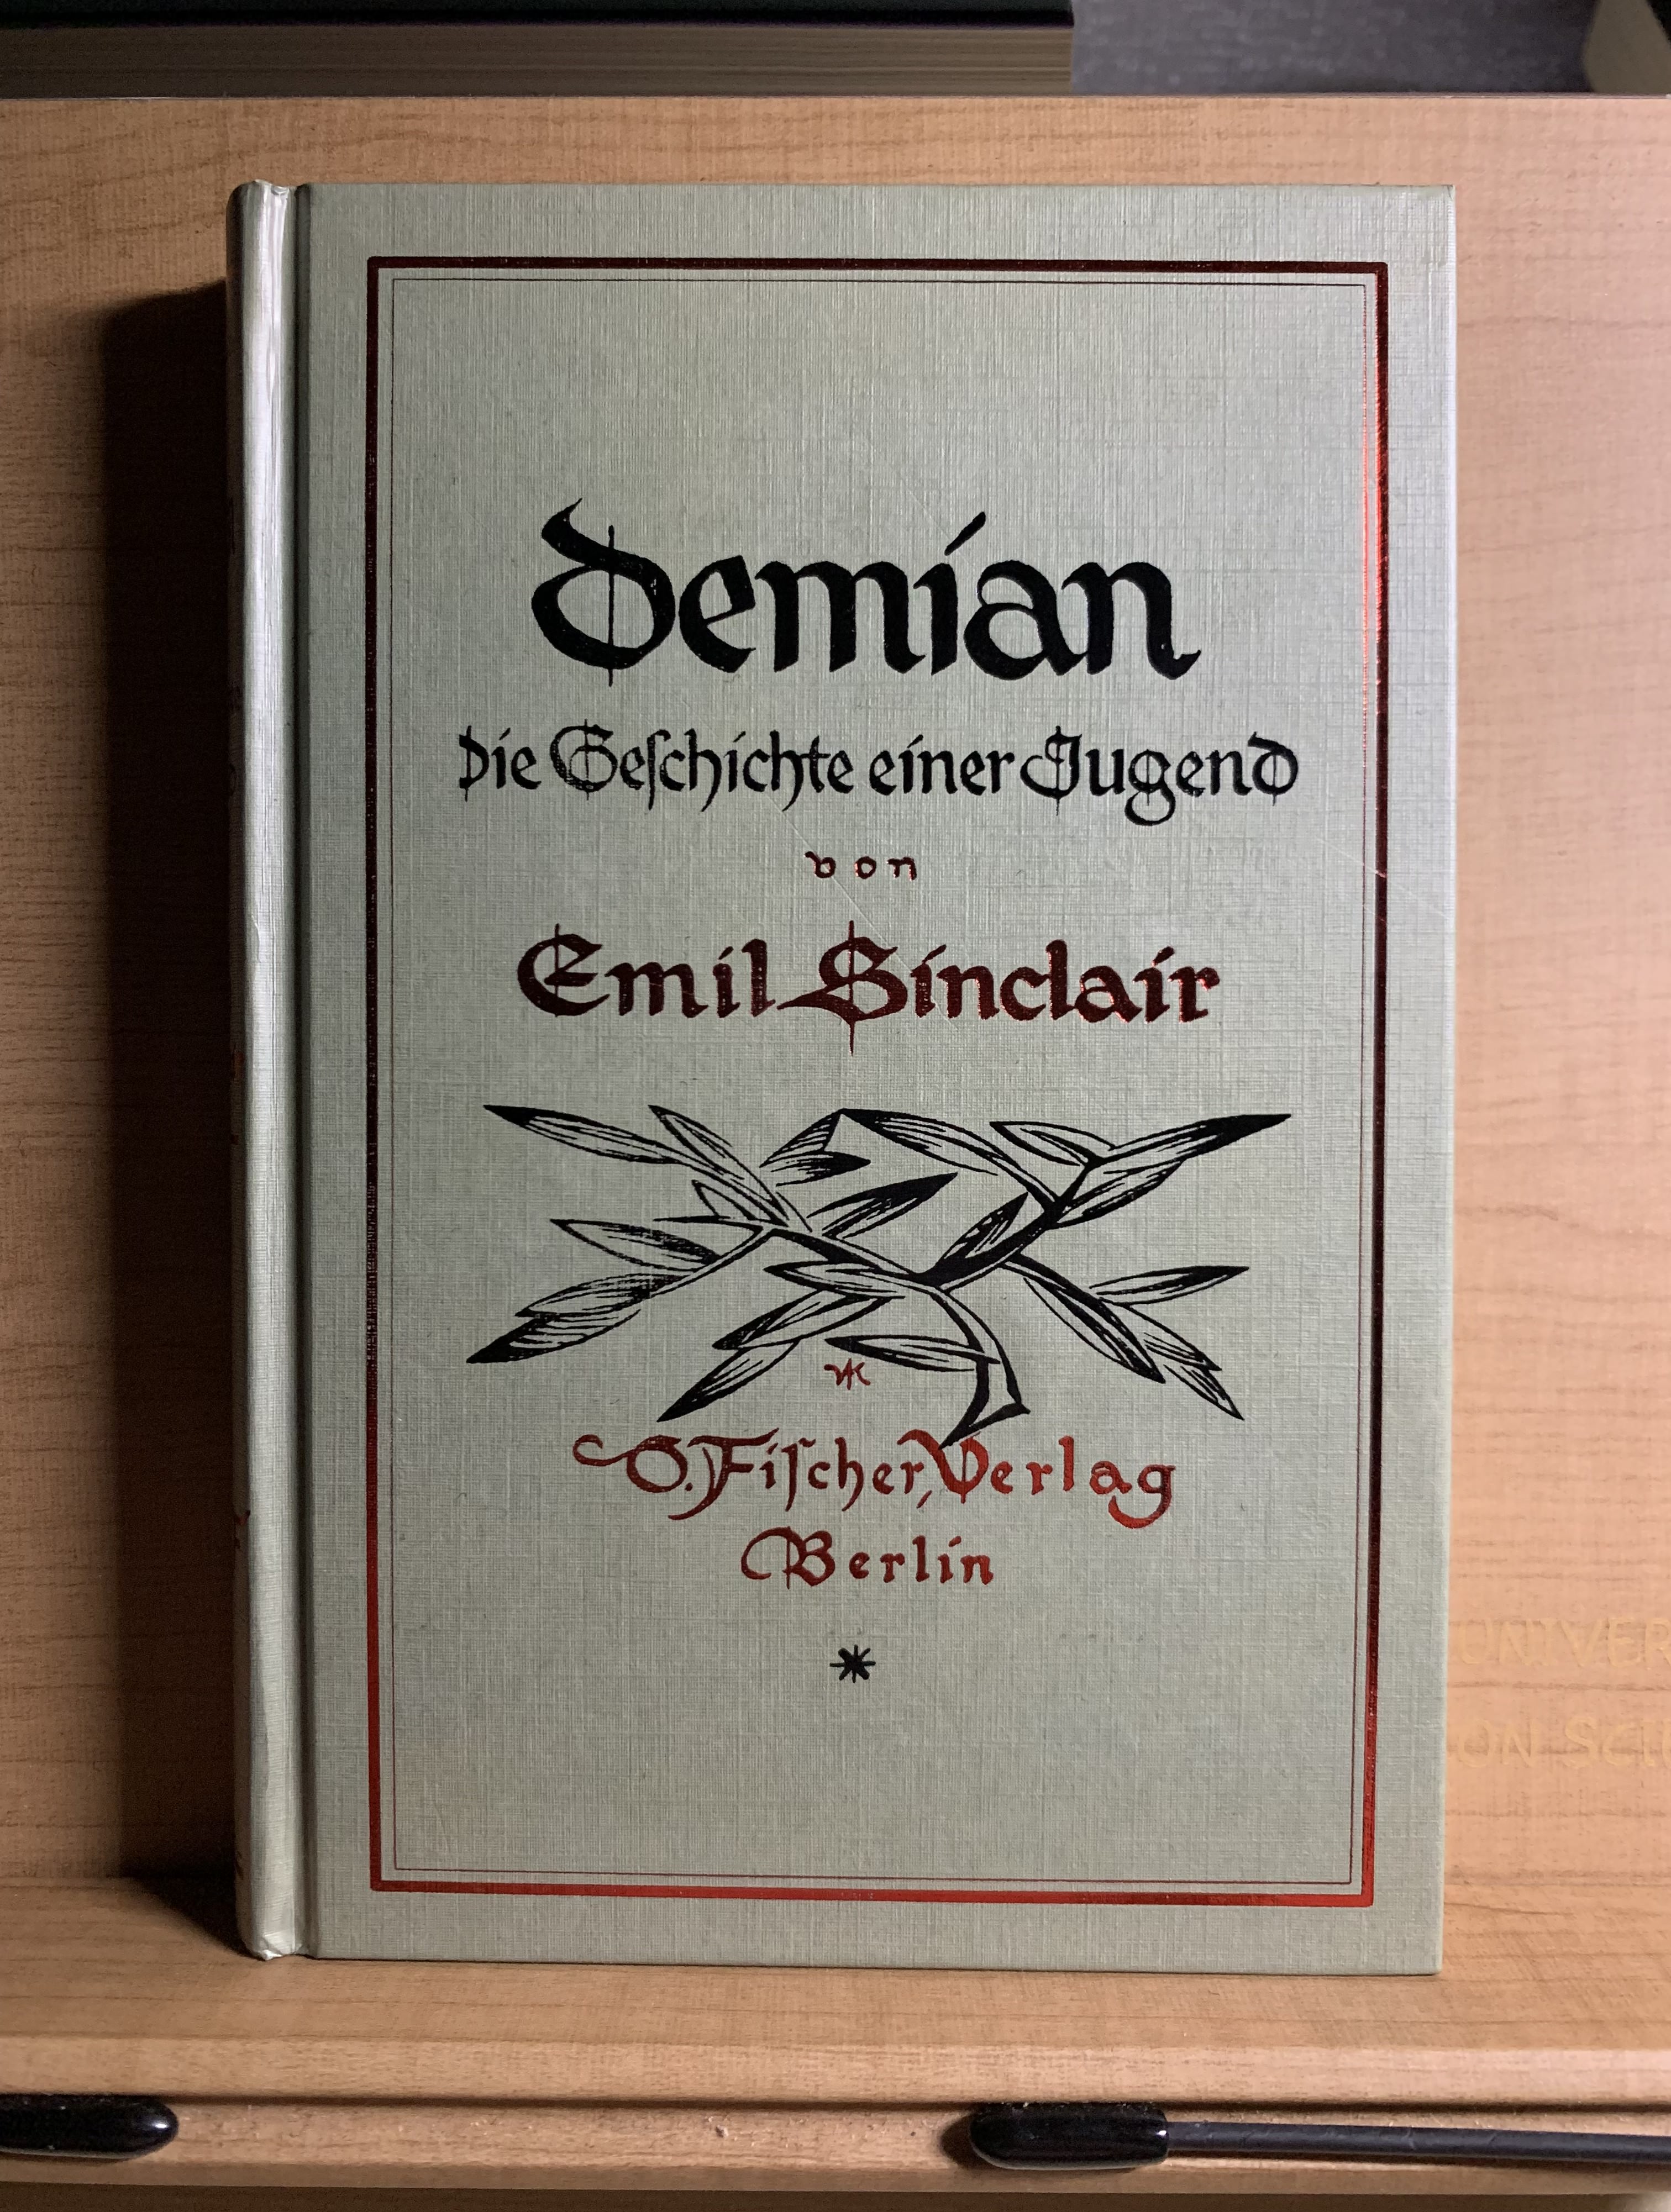 Demian
Die Geſchichte einer Jugend
von
Emil Sinclair
S. Fiſcher, Verlag
Berlin
*